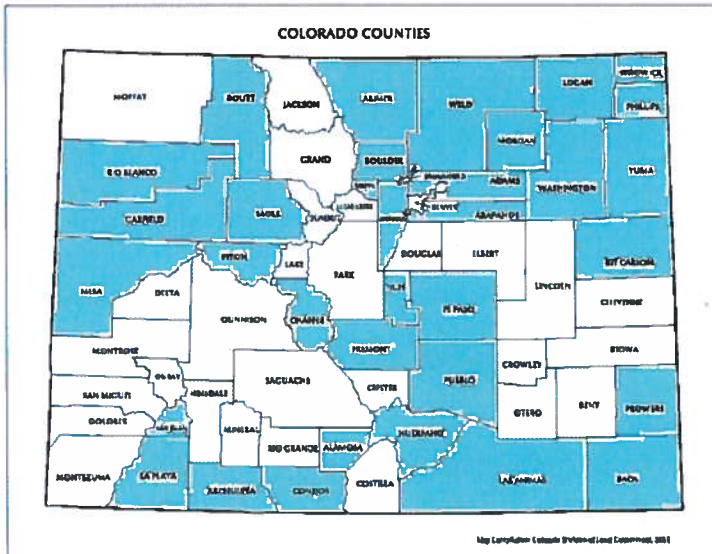 COLORADO COUNTIES
MOFFAT
ROUTT
JACKSON
LARIMER
WELD
LOGAN
SEDGWICK
PHILLIPS
GRAND
BOULDER
MORGAN
RIO BLANCO
ADAMS
WASHINGTON
YUMA
GARFIELD
EAGLE
SUMMIT
DENVER
ARAPAHOE
PITKIN
LAKE
PARK
DOUGLAS
ELBERT
KIT CARSON
MESA
DELTA
GUNNISON
CHAFFEE
EL PASO
LINCOLN
CHEYENNE
MONTROSE
FREMONT
CROWLEY
KIOWA
OURAY
SAN MIGUEL
HINSDALE
SAGUACHE
CUSTER
PUEBLO
OTERO
BENT
PROWERS
DOLORES
MINERAL
RIO GRANDE
ALAMOSA
HUERFANO
MONTEZUMA
LA PLATA
ARCHULETA
CONEJOS
COSTILLA
LAS ANIMAS
BACA